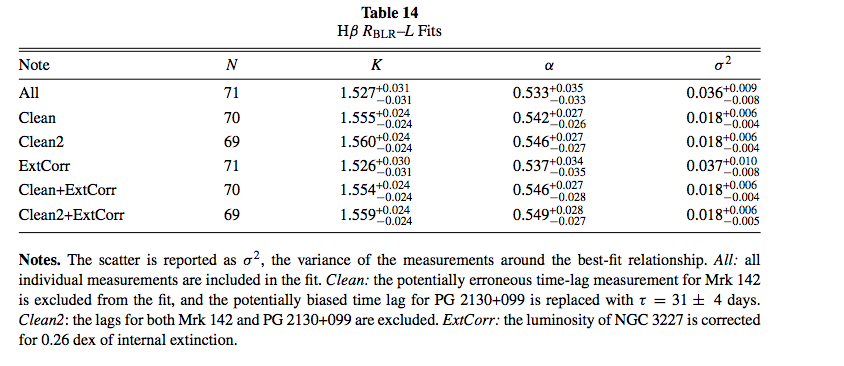 Table 14
Hβ R_BLR–L Fits
Note N K α σ²
All 71 1.527^{+0.031}_{−0.031} 0.533^{+0.035}_{−0.033} 0.036^{+0.009}_{−0.008}
Clean 70 1.555^{+0.024}_{−0.024} 0.542^{+0.027}_{−0.026} 0.018^{+0.006}_{−0.004}
Clean2 69 1.560^{+0.024}_{−0.024} 0.546^{+0.027}_{−0.027} 0.018^{+0.006}_{−0.004}
ExtCorr 71 1.526^{+0.030}_{−0.031} 0.537^{+0.034}_{−0.035} 0.037^{+0.010}_{−0.008}
Clean+ExtCorr 70 1.554^{+0.024}_{−0.024} 0.546^{+0.027}_{−0.028} 0.018^{+0.006}_{−0.004}
Clean2+ExtCorr 69 1.559^{+0.024}_{−0.024} 0.549^{+0.028}_{−0.027} 0.018^{+0.006}_{−0.005}
Notes. The scatter is reported as σ², the variance of the measurements around the best-fit relationship. All: all
individual measurements are included in the fit. Clean: the potentially erroneous time-lag measurement for Mrk 142
is excluded from the fit, and the potentially biased time lag for PG 2130+099 is replaced with τ = 31 ± 4 days.
Clean2: the lags for both Mrk 142 and PG 2130+099 are excluded. ExtCorr: the luminosity of NGC 3227 is corrected
for 0.26 dex of internal extinction.